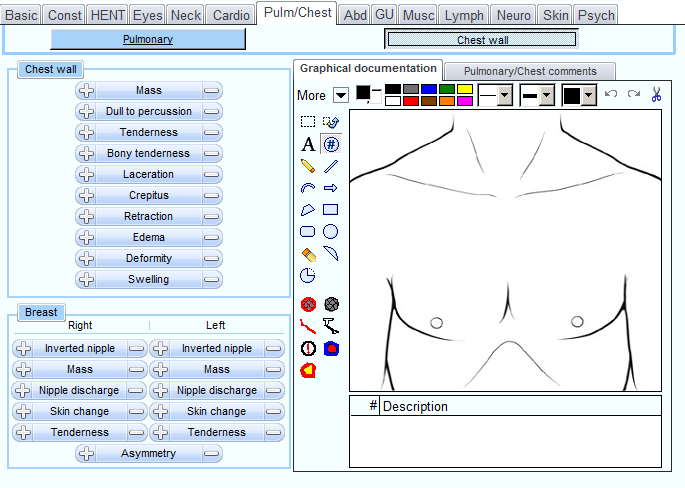 Basic Const HENT Eyes Neck Cardio Pulm/Chest Abd GU Musc Lymph Neuro Skin Psych
Pulmonary Chest wall
Chest wall
Mass
Dull to percussion
Tenderness
Bony tenderness
Laceration
Crepitus
Retraction
Edema
Deformity
Swelling
Breast
Right Left
Inverted nipple Inverted nipple
Mass Mass
Nipple discharge Nipple discharge
Skin change Skin change
Tenderness Tenderness
Asymmetry
Graphical documentation Pulmonary/Chest comments
More
A #
# Description